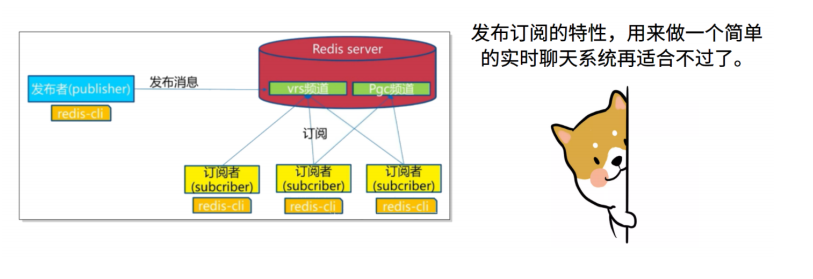 发布订阅的特性，用来做一个简单
的实时聊天系统再适合不过了。
Redis server
发布者(publisher)
发布消息
vrs频道
Pgc频道
redis-cli
订阅
订阅者
(subcriber)
订阅者
(subcriber)
订阅者
(subcriber)
redis-cli
redis-cli
redis-cli